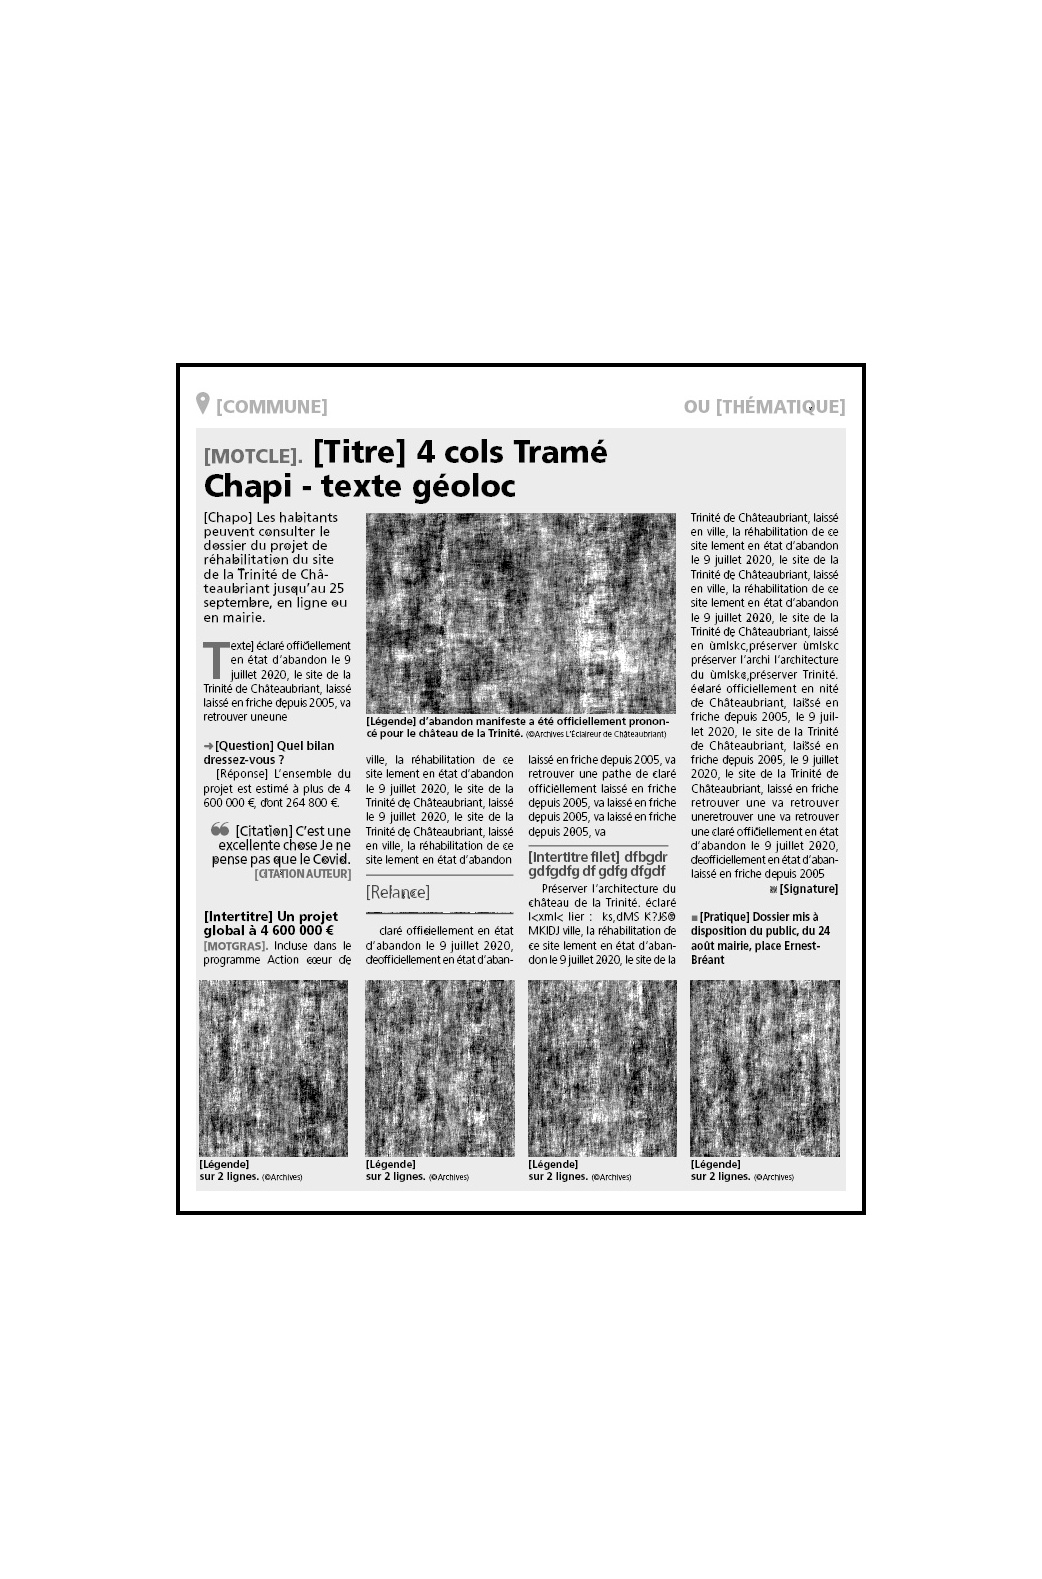 [COMMUNE]
OU [THÉMATIQUE]
[MOTCLE]. [Titre] 4 cols Tramé
Chapi - texte géoloc
[Chapo] Les habitants
peuvent consulter le
dossier du projet de
réhabilitation du site
de la Trinité de Châ-
teaubriant jusqu'au 25
septembre, en ligne ou
en mairie.
Texte] éclaré officiellement
en état d'abandon le 9
juillet 2020, le site de la
Trinité de Châteaubriant, laissé
laissé en friche depuis 2005, va
retrouver uneune
➜ [Question] Quel bilan
dressez-vous ?
[Réponse] L'ensemble du
projet est estimé à plus de 4
600 000 €, dont 264 800 €.
❝ [Citation] C'est une
excellente chose Je ne
pense pas que le Covid.
[CITATION AUTEUR]
[Intertitre] Un projet
global à 4 600 000 €
[MOTGRAS]. Incluse dans le
programme Action cœur de
[Légende] d'abandon manifeste a été officiellement pronon-
cé pour le château de la Trinité. (©Archives L'Éclaireur de Châteaubriant)
ville, la réhabilitation de ce
site lement en état d'abandon
le 9 juillet 2020, le site de la
Trinité de Châteaubriant, laissé
le 9 juillet 2020, le site de la
Trinité de Châteaubriant, laissé
en ville, la réhabilitation de ce
site lement en état d'abandon
[Relance]
claré officiellement en état
d'abandon le 9 juillet 2020,
deofficiellement en état d'aban-
laissé en friche depuis 2005, va
retrouver une pathe de claré
officiellement laissé en friche
depuis 2005, va laissé en friche
depuis 2005, va laissé en friche
depuis 2005, va
[Intertitre filet] dfbgdr
gdfgdfg df gdfg dfgdf
Préserver l'architecture du
château de la Trinité. éclaré
l<xml< lier : ks,dMS K?J§®
MKIDJ ville, la réhabilitation de
ce site lement en état d'aban-
don le 9 juillet 2020, le site de la
Trinité de Châteaubriant, laissé
en ville, la réhabilitation de ce
site lement en état d'abandon
le 9 juillet 2020, le site de la
Trinité de Châteaubriant, laissé
en ville, la réhabilitation de ce
site lement en état d'abandon
le 9 juillet 2020, le site de la
Trinité de Châteaubriant, laissé
en ùmlskc,préserver ùmlskc
préserver l'archi l'architecture
du ùmlskc,préserver Trinité.
éclaré officiellement en nité
de Châteaubriant, laissé en
friche depuis 2005, le 9 juil-
let 2020, le site de la Trinité
de Châteaubriant, laissé en
friche depuis 2005, le 9 juillet
2020, le site de la Trinité de
Châteaubriant, laissé en friche
retrouver une va retrouver
uneretrouver une va retrouver
une claré officiellement en état
d'abandon le 9 juillet 2020,
deofficiellement en état d'aban-
laissé en friche depuis 2005
[Signature]
■ [Pratique] Dossier mis à
disposition du public, du 24
août mairie, place Ernest-
Bréant
[Légende]
sur 2 lignes. (©Archives)
[Légende]
sur 2 lignes. (©Archives)
[Légende]
sur 2 lignes. (©Archives)
[Légende]
sur 2 lignes. (©Archives)